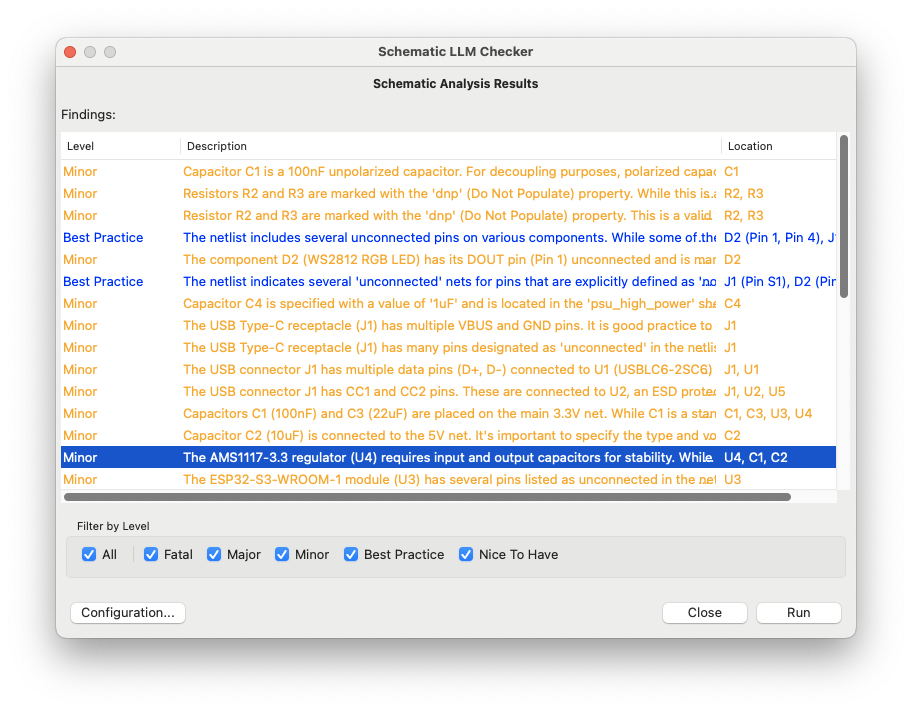 Schematic LLM Checker
Schematic Analysis Results
Findings:
Level Description Location
Minor Capacitor C1 is a 100nF unpolarized capacitor. For decoupling purposes, polarized C1
Minor Resistors R2 and R3 are marked with the 'dnp' (Do Not Populate) property. While this is... R2, R3
Minor Resistor R2 and R3 are marked with the 'dnp' (Do Not Populate) property. This is a valid... R2, R3
Best Practice The netlist includes several unconnected pins on various components. While some of... D2 (Pin 1, Pin 4),
Minor The component D2 (WS2812 RGB LED) has its DOUT pin (Pin 1) unconnected and is D2
Best Practice The netlist indicates several 'unconnected' nets for pins that are explicitly defined as J1 (Pin S1), D2
Minor Capacitor C4 is specified with a value of '1uF' and is located in the 'psu_high_power' C4
Minor The USB Type-C receptacle (J1) has multiple VBUS and GND pins. It is good practice to J1
Minor The USB Type-C receptacle (J1) has many pins designated as 'unconnected' in the J1
Minor The USB connector J1 has multiple data pins (D+, D-) connected to U1 (USBLC6-2SC6) J1, U1
Minor The USB connector J1 has CC1 and CC2 pins. These are connected to U2, an ESD J1, U2, U5
Minor Capacitors C1 (100nF) and C3 (22uF) are placed on the main 3.3V net. While C1 is a C1, C3, U3, U4
Minor Capacitor C2 (10uF) is connected to the 5V net. It's important to specify the type and C2
Minor The AMS1117-3.3 regulator (U4) requires input and output capacitors for stability. While... U4, C1, C2
Minor The ESP32-S3-WROOM-1 module (U3) has several pins listed as unconnected in the U3
Filter by Level
All Fatal Major Minor Best Practice Nice To Have
Configuration... Close Run